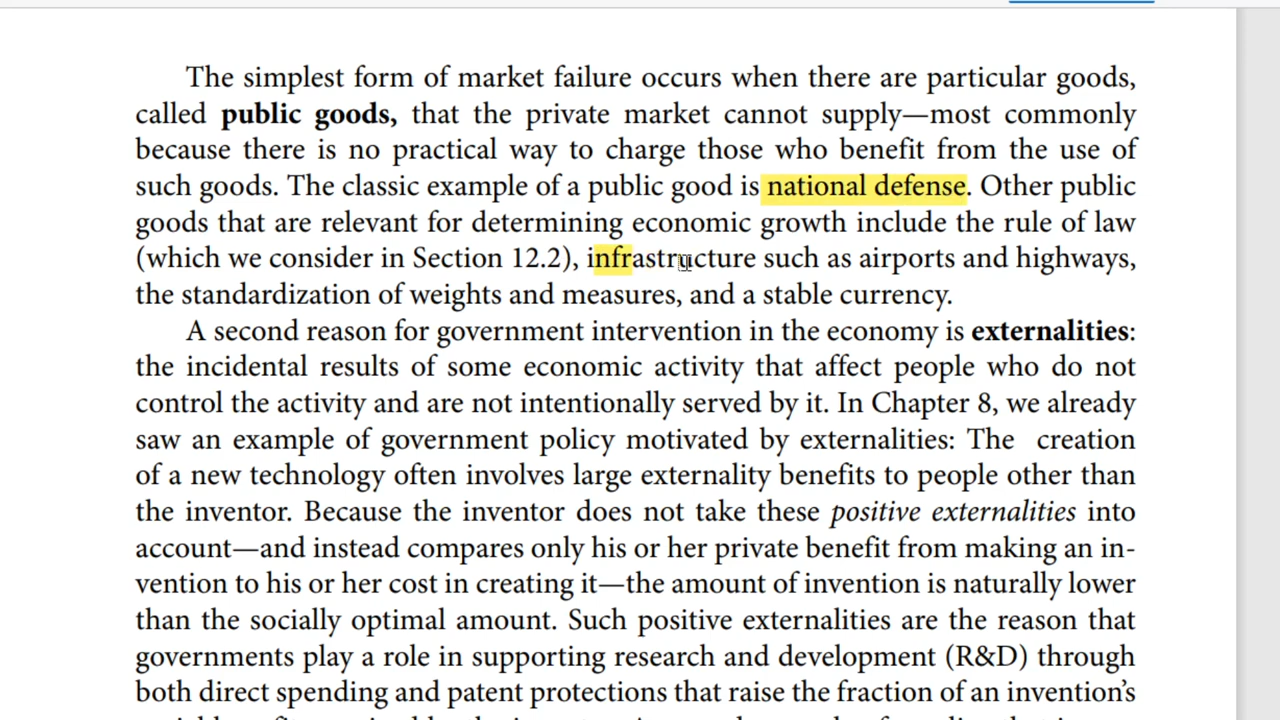 The simplest form of market failure occurs when there are particular goods,
called public goods, that the private market cannot supply—most commonly
because there is no practical way to charge those who benefit from the use of
such goods. The classic example of a public good is national defense. Other public
goods that are relevant for determining economic growth include the rule of law
(which we consider in Section 12.2), infrastructure such as airports and highways,
the standardization of weights and measures, and a stable currency.
A second reason for government intervention in the economy is externalities:
the incidental results of some economic activity that affect people who do not
control the activity and are not intentionally served by it. In Chapter 8, we already
saw an example of government policy motivated by externalities: The creation
of a new technology often involves large externality benefits to people other than
the inventor. Because the inventor does not take these positive externalities into
account—and instead compares only his or her private benefit from making an in-
vention to his or her cost in creating it—the amount of invention is naturally lower
than the socially optimal amount. Such positive externalities are the reason that
governments play a role in supporting research and development (R&D) through
both direct spending and patent protections that raise the fraction of an invention's